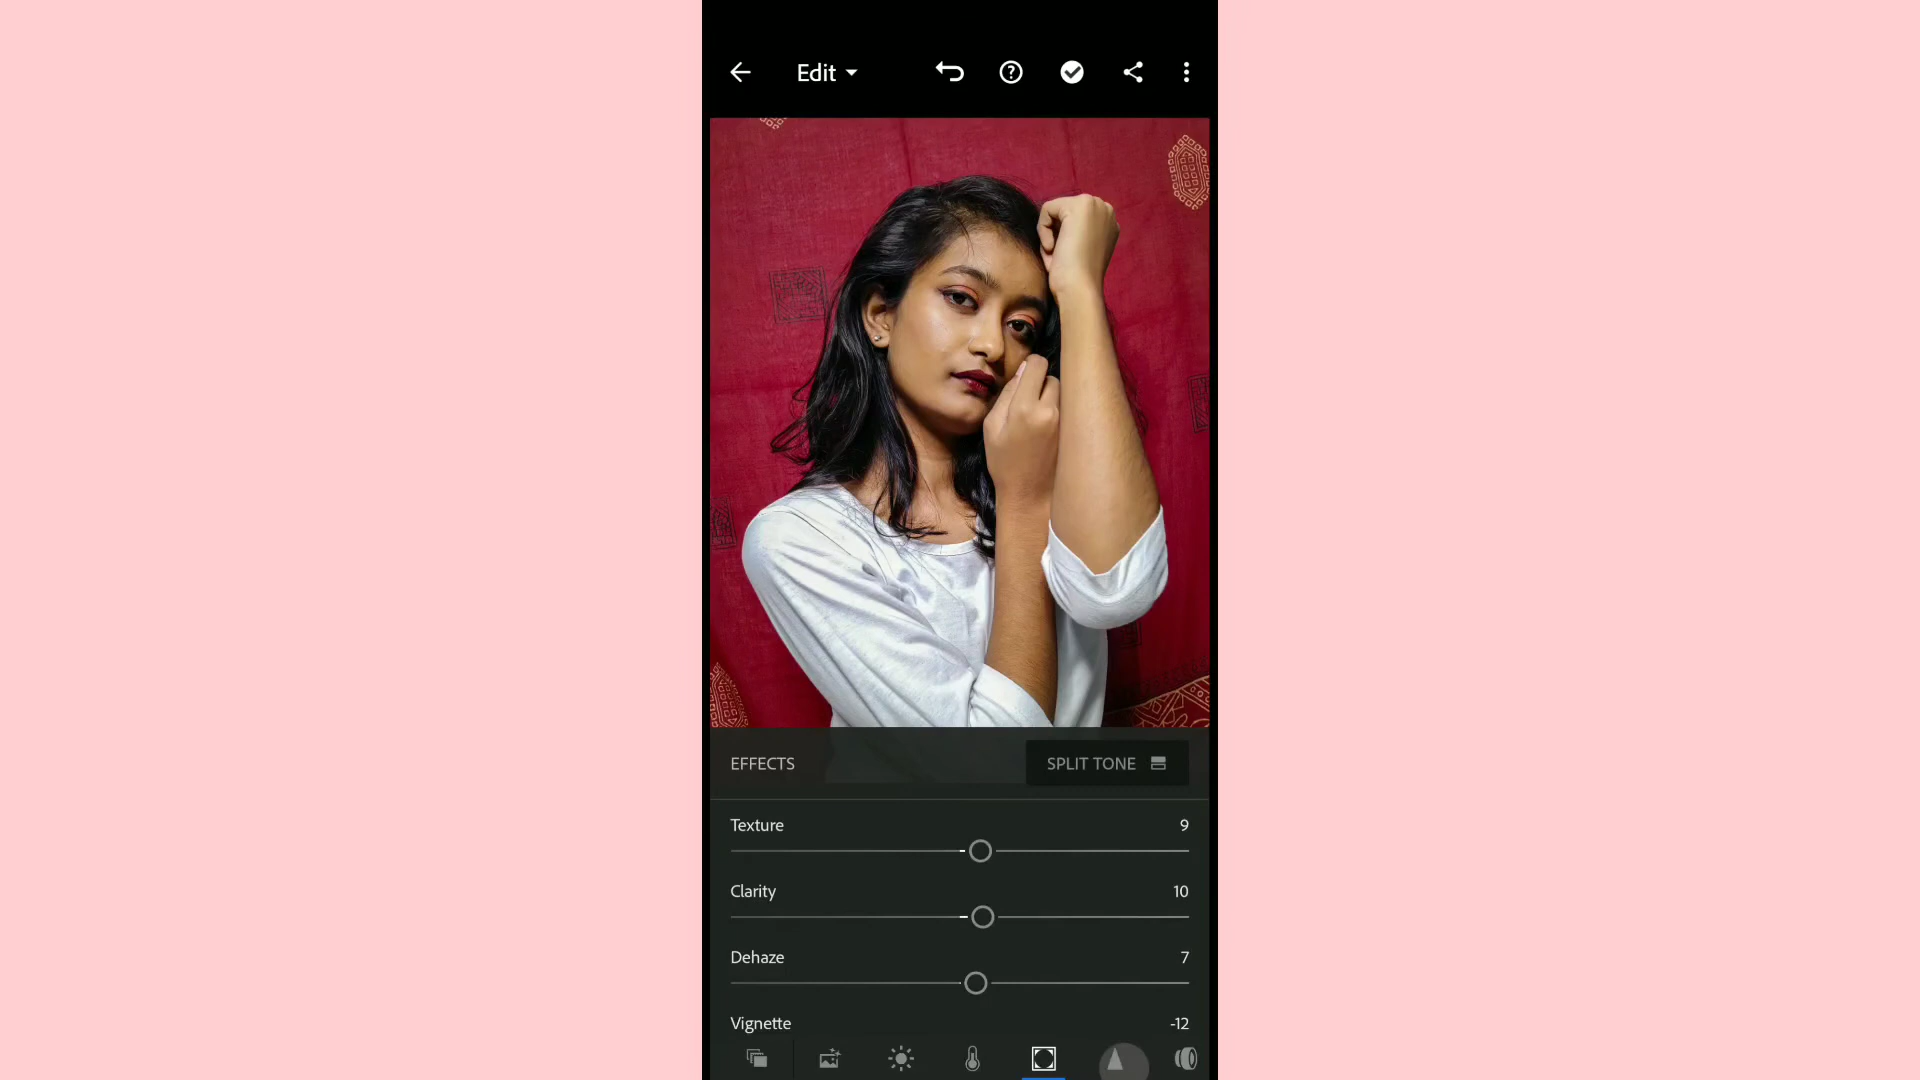 Edit
EFFECTS
SPLIT TONE
Texture 9
Clarity 10
Dehaze 7
Vignette -12